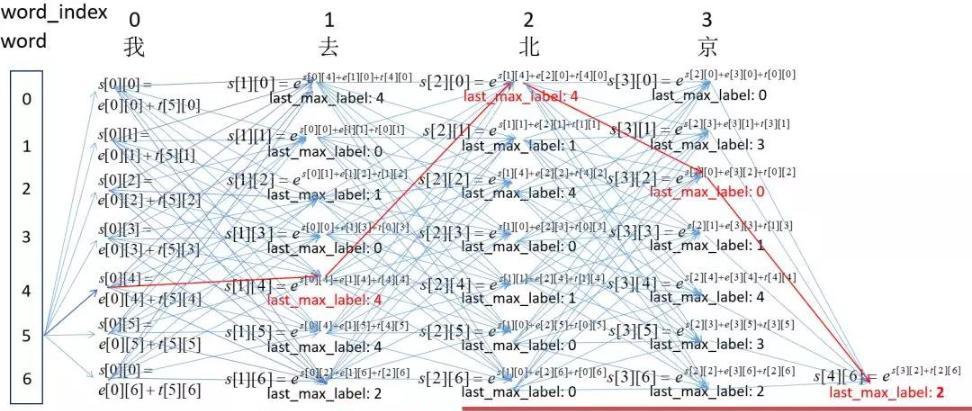 word_index 0 1 2 3
word 我 去 北 京
0 s[0][0]= e[0][0]+t[5][0] s[1][0]=e^{s[0][4]+e[1][0]+t[4][0]} last_max_label: 4 s[2][0]=e^{s[1][4]+e[2][0]+t[4][0]} last_max_label: 4 s[3][0]=e^{s[2][0]+e[3][0]+t[0][0]} last_max_label: 0
1 s[0][1]= e[0][1]+t[5][1] s[1][1]=e^{s[0][0]+e[1][1]+t[0][1]} last_max_label: 0 s[2][1]=e^{s[1][1]+e[2][1]+t[1][1]} last_max_label: 1 s[3][1]=e^{s[2][3]+e[3][1]+t[3][1]} last_max_label: 3
2 s[0][2]= e[0][2]+t[5][2] s[1][2]=e^{s[0][1]+e[1][2]+t[1][2]} last_max_label: 1 s[2][2]=e^{s[1][4]+e[2][2]+t[4][2]} last_max_label: 4 s[3][2]=e^{s[2][0]+e[3][2]+t[0][2]} last_max_label: 0
3 s[0][3]= e[0][3]+t[5][3] s[1][3]=e^{s[0][0]+e[1][3]+t[0][3]} last_max_label: 0 s[2][3]=e^{s[1][0]+e[2][3]+t[0][3]} last_max_label: 0 s[3][3]=e^{s[2][1]+e[3][3]+t[1][3]} last_max_label: 1
4 s[0][4]= e[0][4]+t[5][4] s[1][4]=e^{s[0][4]+e[1][4]+t[4][4]} last_max_label: 4 s[2][4]=e^{s[1][1]+e[2][4]+t[1][4]} last_max_label: 1 s[3][4]=e^{s[2][4]+e[3][4]+t[4][4]} last_max_label: 4
5 s[0][5]= e[0][5]+t[5][5] s[1][5]=e^{s[0][4]+e[1][5]+t[4][5]} last_max_label: 4 s[2][5]=e^{s[1][0]+e[2][5]+t[0][5]} last_max_label: 0 s[3][5]=e^{s[2][3]+e[3][5]+t[3][5]} last_max_label: 3
6 s[0][0]= e[0][6]+t[5][6] s[1][6]=e^{s[0][2]+e[1][6]+t[2][6]} last_max_label: 2 s[2][6]=e^{s[1][0]+e[2][6]+t[0][6]} last_max_label: 0 s[3][6]=e^{s[2][2]+e[3][6]+t[2][6]} last_max_label: 2 s[4][6]=e^{s[3][2]+t[2][6]} last_max_label: 2